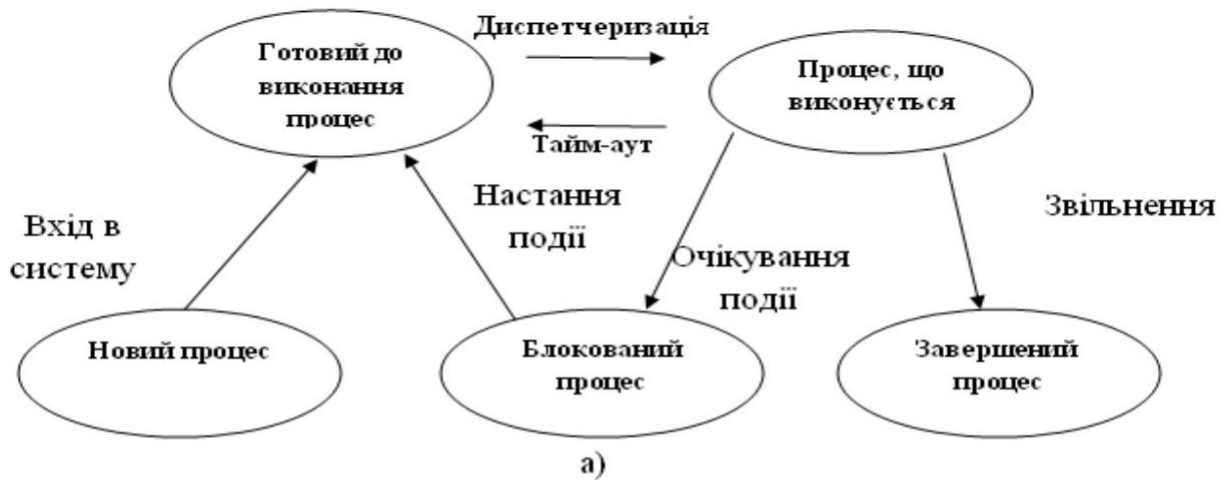 Диспетчеризація
Готовий до
виконання
процес
Процес, що
виконується
Тайм-аут
Настання
події
Звільнення
Вхід в
систему
Очікування
події
Новий процес
Блокований
процес
Завершений
процес
а)